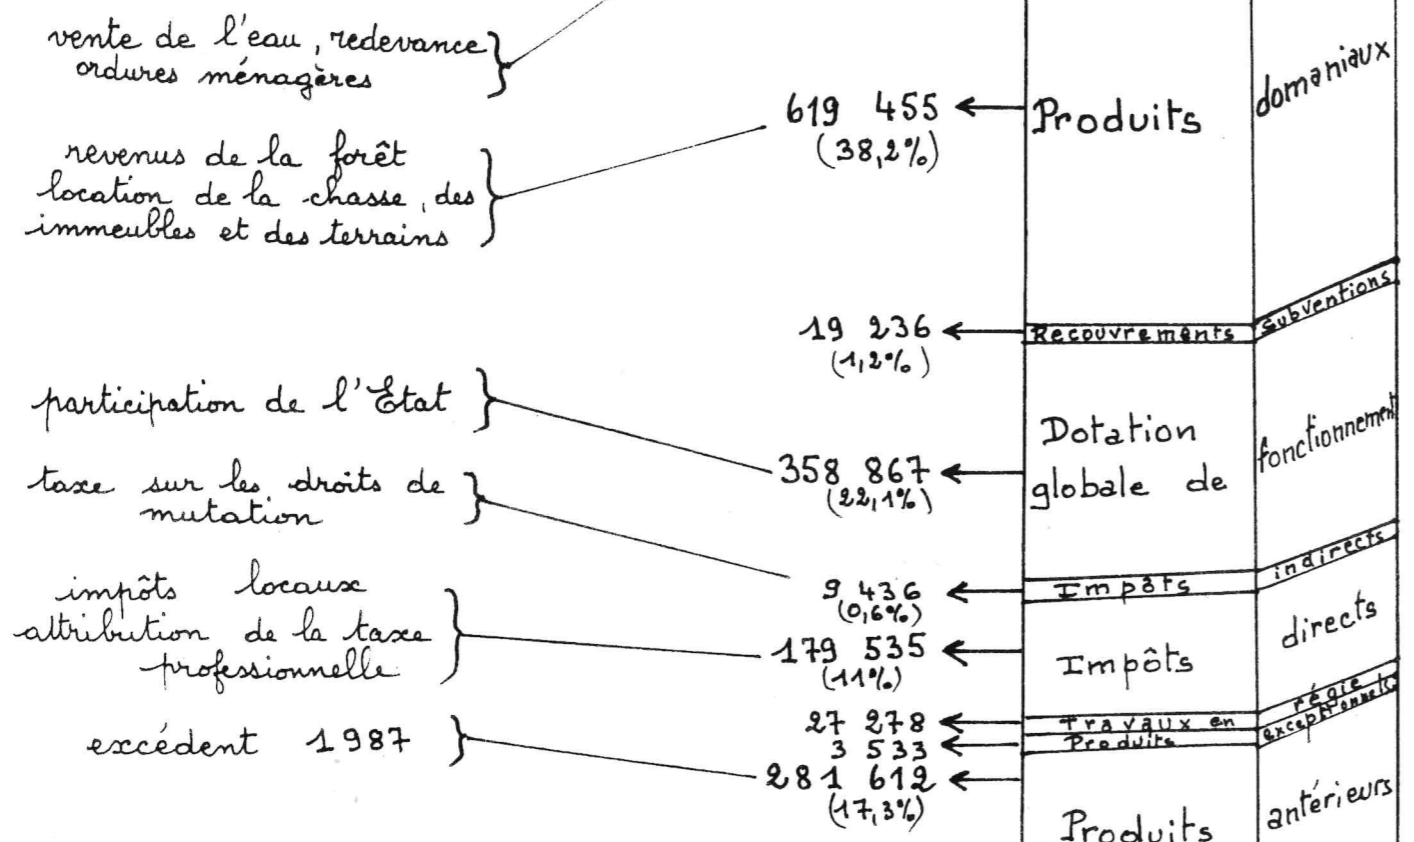 vente de l'eau, redevance
ordures ménagères
619 455
(38,2%)
Produits
domaniaux
revenus de la forêt
location de la chasse, des
immeubles et des terrains
19 236
(1,2%)
Recouvrements
subventions
participation de l'État
358 867
(22,1%)
Dotation
globale de
fonctionnement
taxe sur les droits de
mutation
9 436
(0,6%)
Impôts
indirects
impôts locaux
attribution de la taxe
professionnelle
179 535
(11%)
Impôts
directs
27 278
Travaux en
régie
3 533
Produits
exceptionnels
excédent 1987
281 612
(17,3%)
Produits
antérieurs